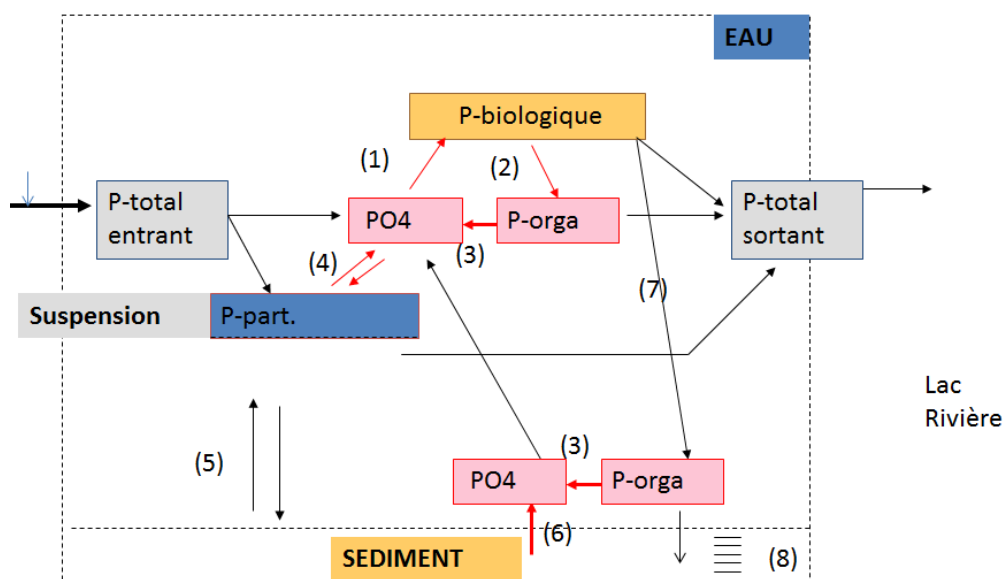 EAU
P-biologique
(1)
(2)
P-total
entrant
PO4
P-orga
P-total
sortant
(3)
(4)
(7)
Suspension
P-part.
Lac
Rivière
(5)
(3)
PO4
P-orga
(6)
SEDIMENT
(8)